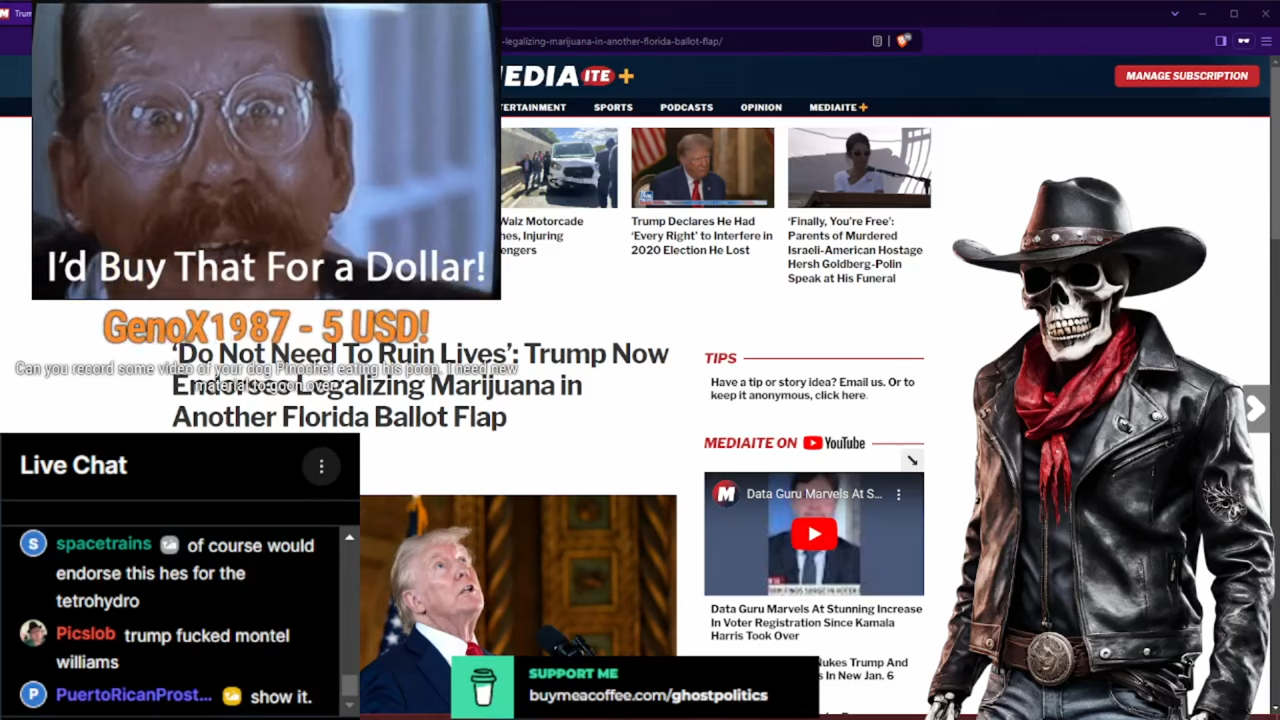 Trum
-legalizing-marijuana-in-another-florida-ballot-flap/
I'd Buy That For a Dollar!
EDIA ITE +
MANAGE SUBSCRIPTION
ERTAINMENT SPORTS PODCASTS OPINION MEDIAITE +
Walz Motorcade
hes, Injuring
engers
Trump Declares He Had
'Every Right' to Interfere in
2020 Election He Lost
'Finally, You're Free':
Parents of Murdered
Israeli-American Hostage
Hersh Goldberg-Polin
Speak at His Funeral
GenoX1987 - 5 USD!
Can you record some video of your dog Pinochet eating his poop. I need new
material to goon over.
'Do Not Need To Ruin Lives': Trump Now
Endorses Legalizing Marijuana in
Another Florida Ballot Flap
TIPS
Have a tip or story idea? Email us. Or to
keep it anonymous, click here.
MEDIAITE ON YouTube
M Data Guru Marvels At S...
Data Guru Marvels At Stunning Increase
In Voter Registration Since Kamala
Harris Took Over
Nukes Trump And
s In New Jan. 6
Live Chat
S spacetrains of course would
endorse this hes for the
tetrohydro
Picslob trump fucked montel
williams
P PuertoRicanProst... show it.
SUPPORT ME
buymeacoffee.com/ghostpolitics